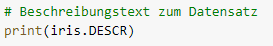 # Beschreibungstext zum Datensatz
print(iris.DESCR)